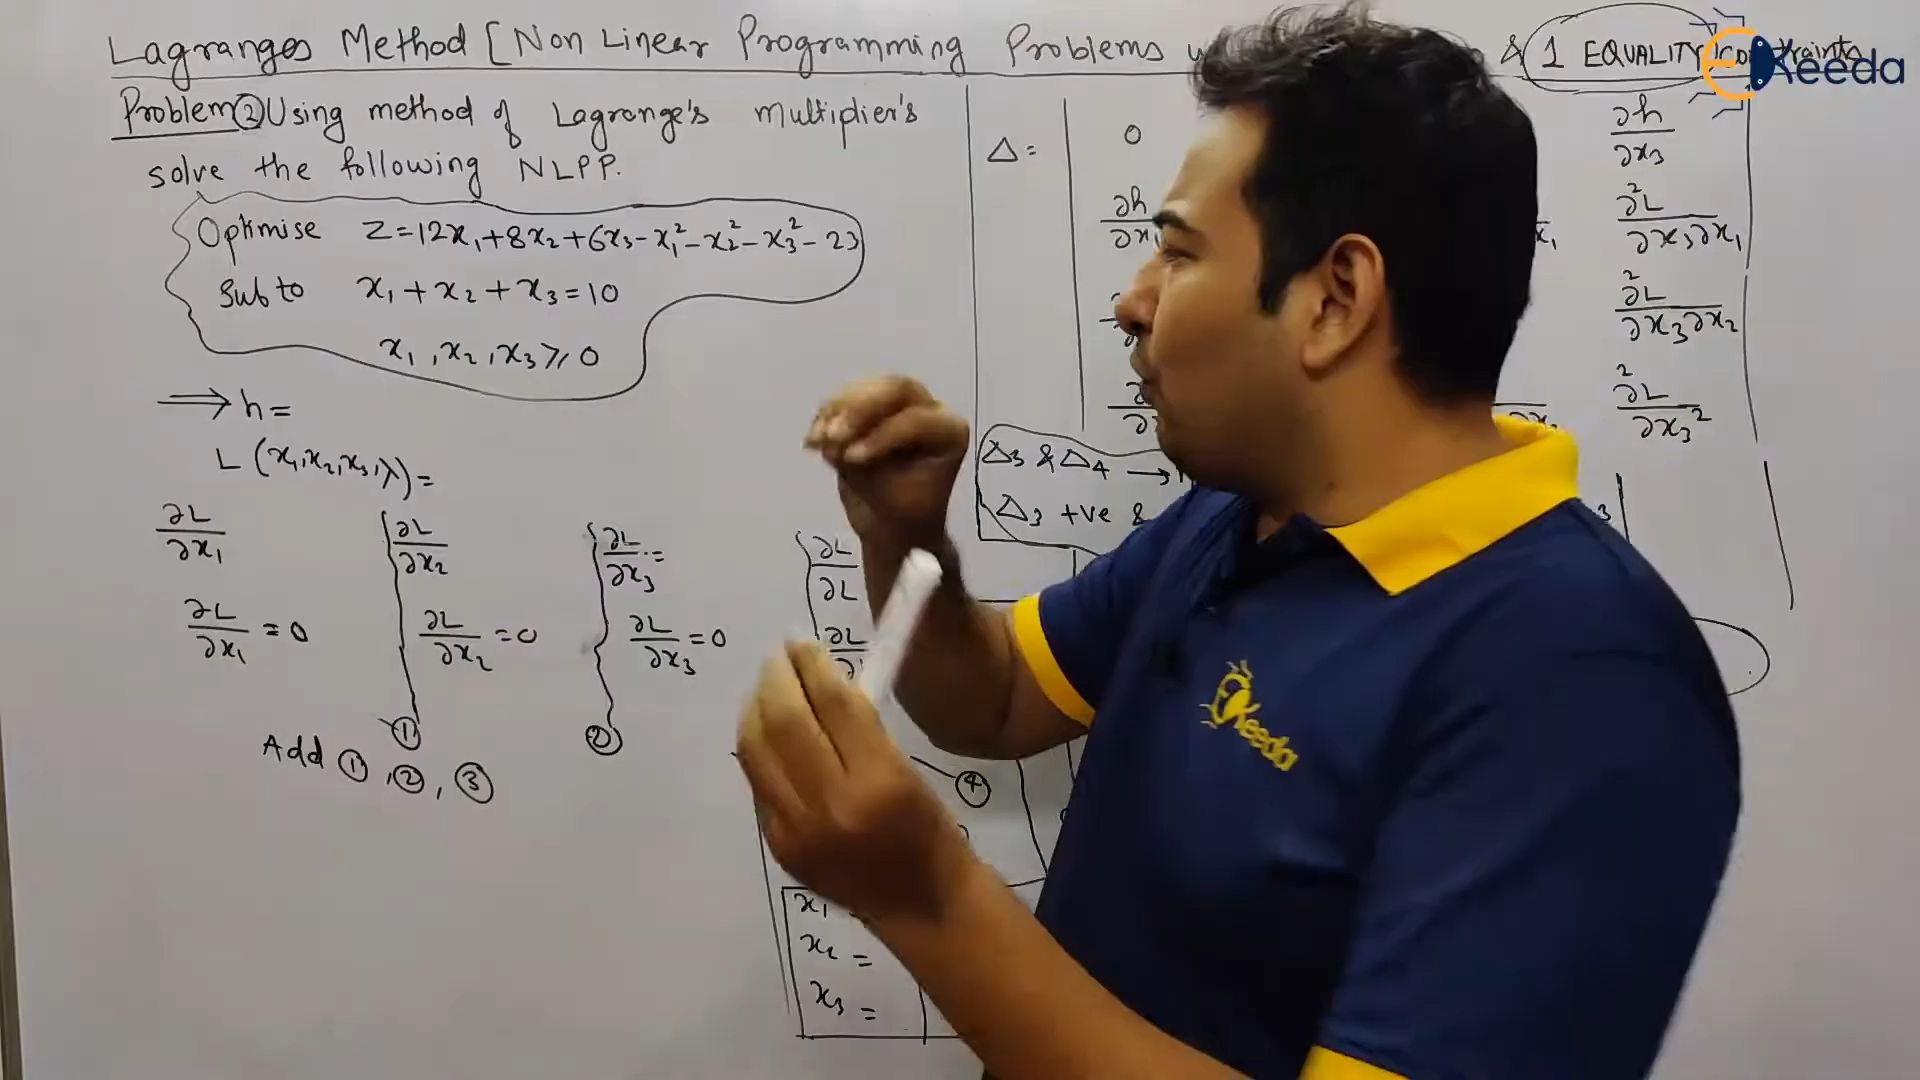 Lagranges Method [Non Linear Programming Problems & 1 EQUALITY
EKeeda
Problem ② Using method of Lagrange's multiplier's
solve the following NLPP.
Optimise Z=12x₁+8x₂+6x₃-x₁²-x₂²-x₃²-23
Sub to x₁+x₂+x₃=10
x₁,x₂,x₃≥0
⟹ h=
L(x₁,x₂,x₃,λ)=
∂L/∂x₁ ∂L/∂x₂ ∂L/∂x₃= ∂L/∂L
∂L/∂x₁=0 ∂L/∂x₂=0 ∂L/∂x₃=0
① ②
Add ①,②,③
④
x₁
x₂=
x₃=
Δ= 0 ∂h/∂x₃
∂h/∂x₁ ∂²L/∂x₃∂x₁
∂²L/∂x₃∂x₂
∂²L/∂x₃²
Δ₃ & Δ₄ →
Δ₃ +ve &
EKeeda